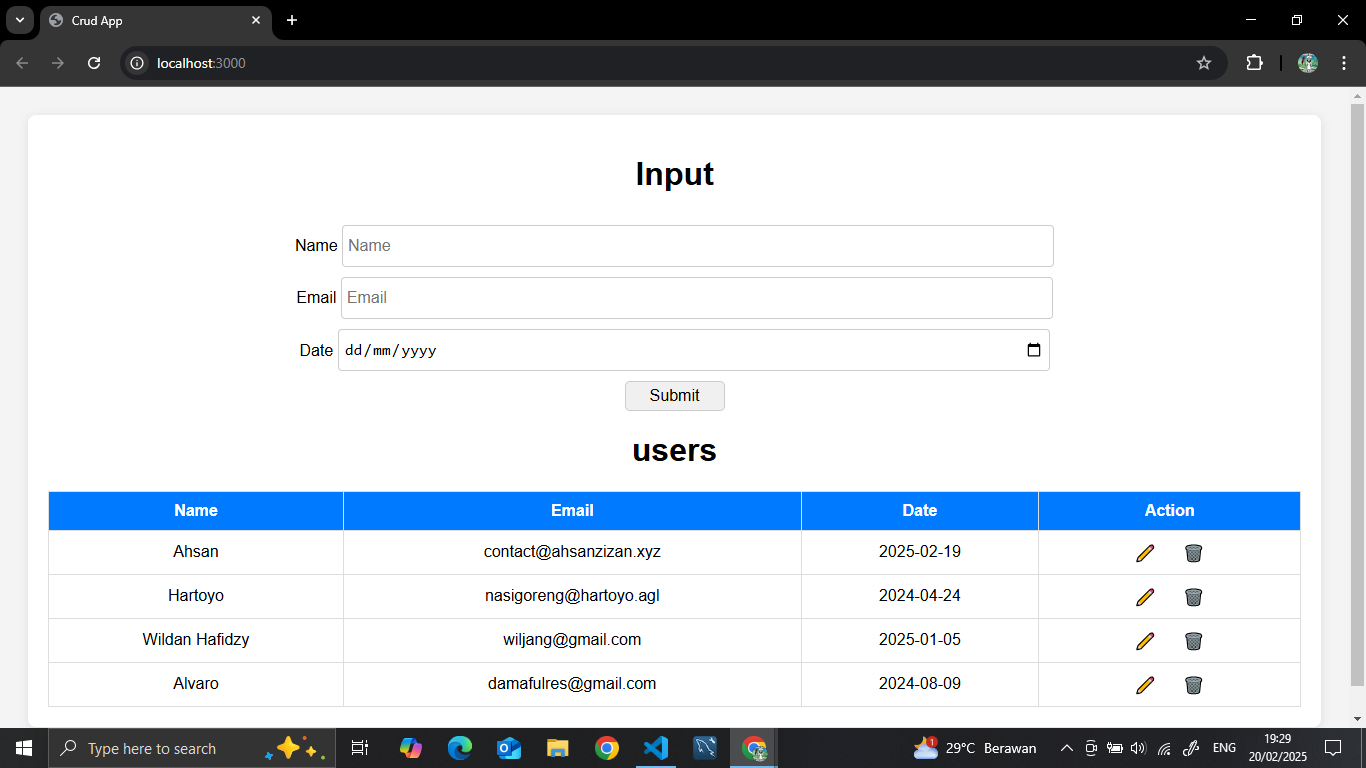 Crud App
localhost:3000
Input
Name Name
Email Email
Date dd/mm/yyyy
Submit
users
Name Email Date Action
Ahsan contact@ahsanzizan.xyz 2025-02-19
Hartoyo nasigoreng@hartoyo.agl 2024-04-24
Wildan Hafidzy wiljang@gmail.com 2025-01-05
Alvaro damafulres@gmail.com 2024-08-09
Type here to search 1 29°C Berawan ENG 19:29
20/02/2025